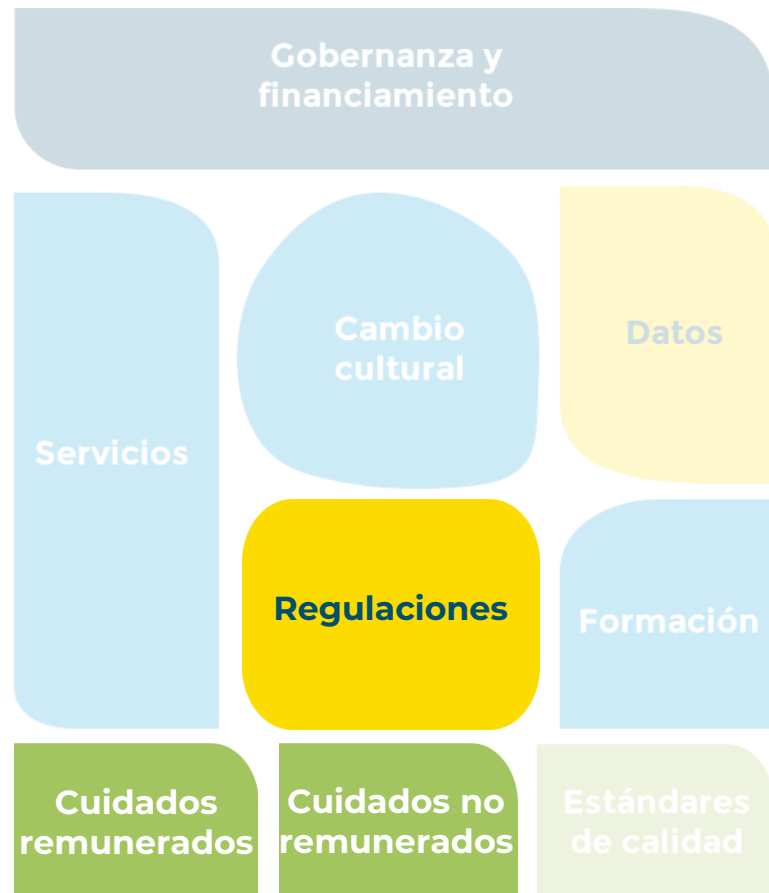 Gobernanza y
financiamiento
Servicios
Cambio
cultural
Datos
Regulaciones
Formación
Cuidados
remunerados
Cuidados no
remunerados
Estándares
de calidad